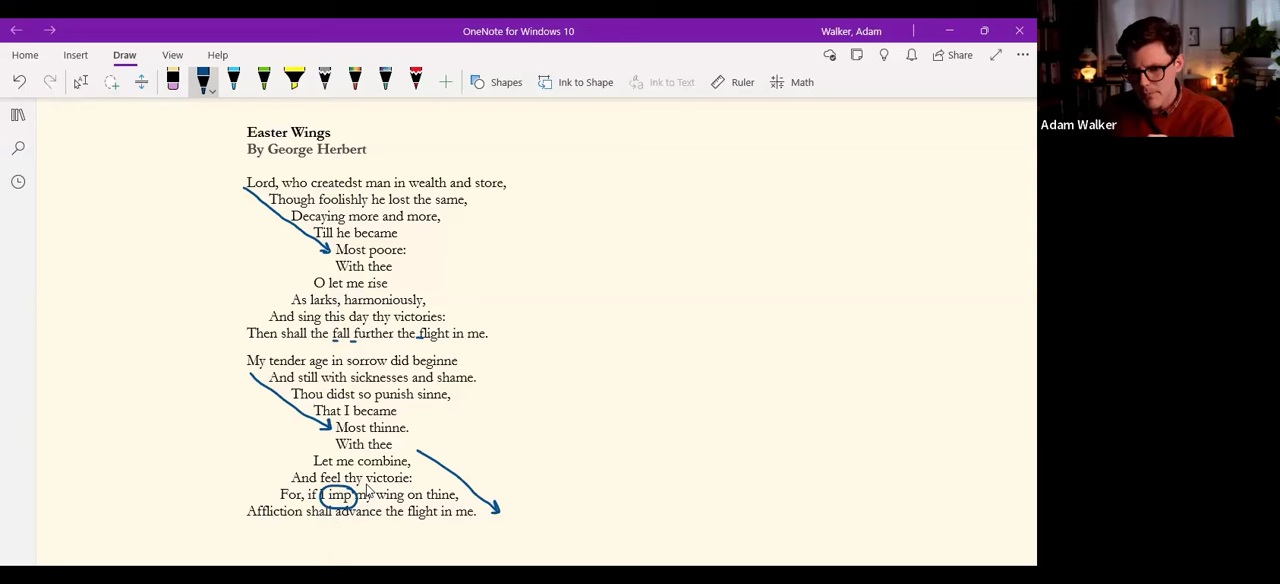 OneNote for Windows 10
Walker, Adam
Home Insert Draw View Help
Share
Shapes Ink to Shape Ink to Text Ruler Math
Adam Walker
Easter Wings
By George Herbert
Lord, who createdst man in wealth and store,
Though foolishly he lost the same,
Decaying more and more,
Till he became
Most poore:
With thee
O let me rise
As larks, harmoniously,
And sing this day thy victories:
Then shall the fall further the flight in me.
My tender age in sorrow did beginne
And still with sicknesses and shame.
Thou didst so punish sinne,
That I became
Most thinne.
With thee
Let me combine,
And feel thy victorie:
For, if I imp my wing on thine,
Affliction shall advance the flight in me.